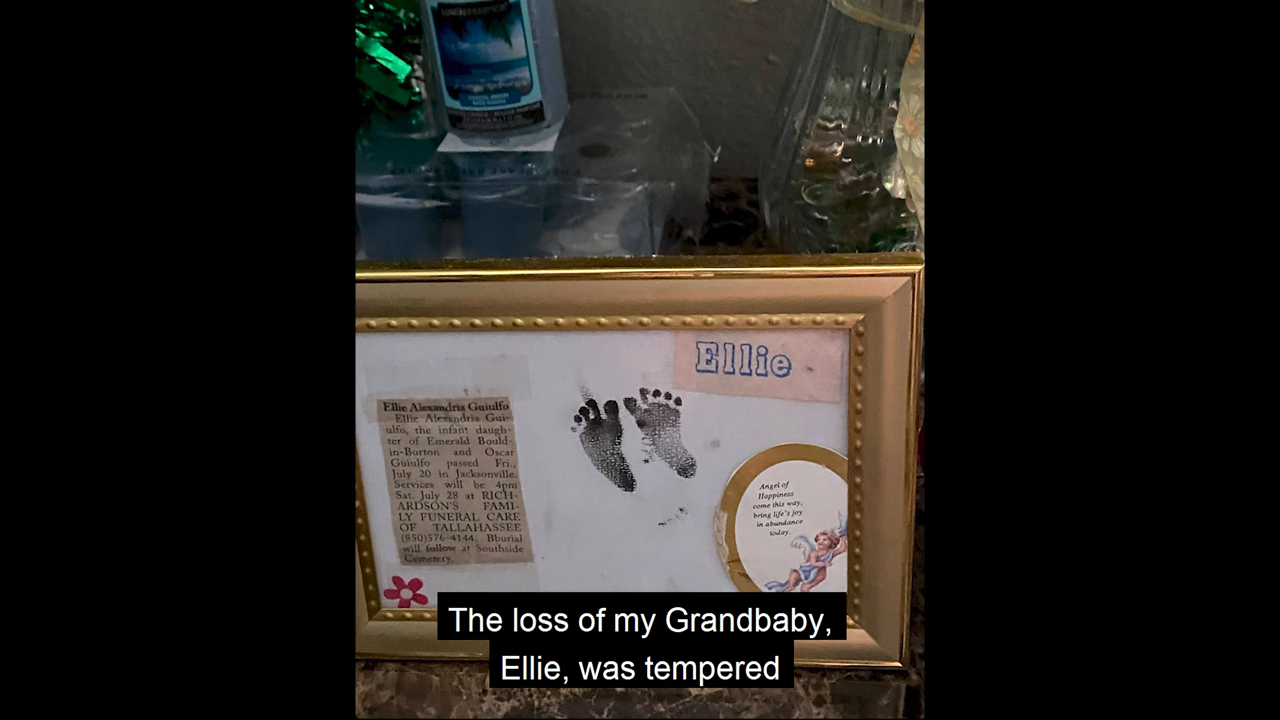 Ellie
Ellie Alexandria Guiulfo
Ellie Alexandria Gui-
ulfo, the infant daugh-
ter of Emerald Bould-
in-Burton and Oscar
Guiulfo passed Fri.,
July 20 in Jacksonville.
Services will be 4pm
Sat. July 28 at RICH-
ARDSON'S FAMI-
LY FUNERAL CARE
OF TALLAHASSEE
(850)576-4144. Bburial
will follow at Southside
Cemetery.
Angel of
Happiness
come this way,
bring life's joy
in abundance
today.
The loss of my Grandbaby,
Ellie, was tempered